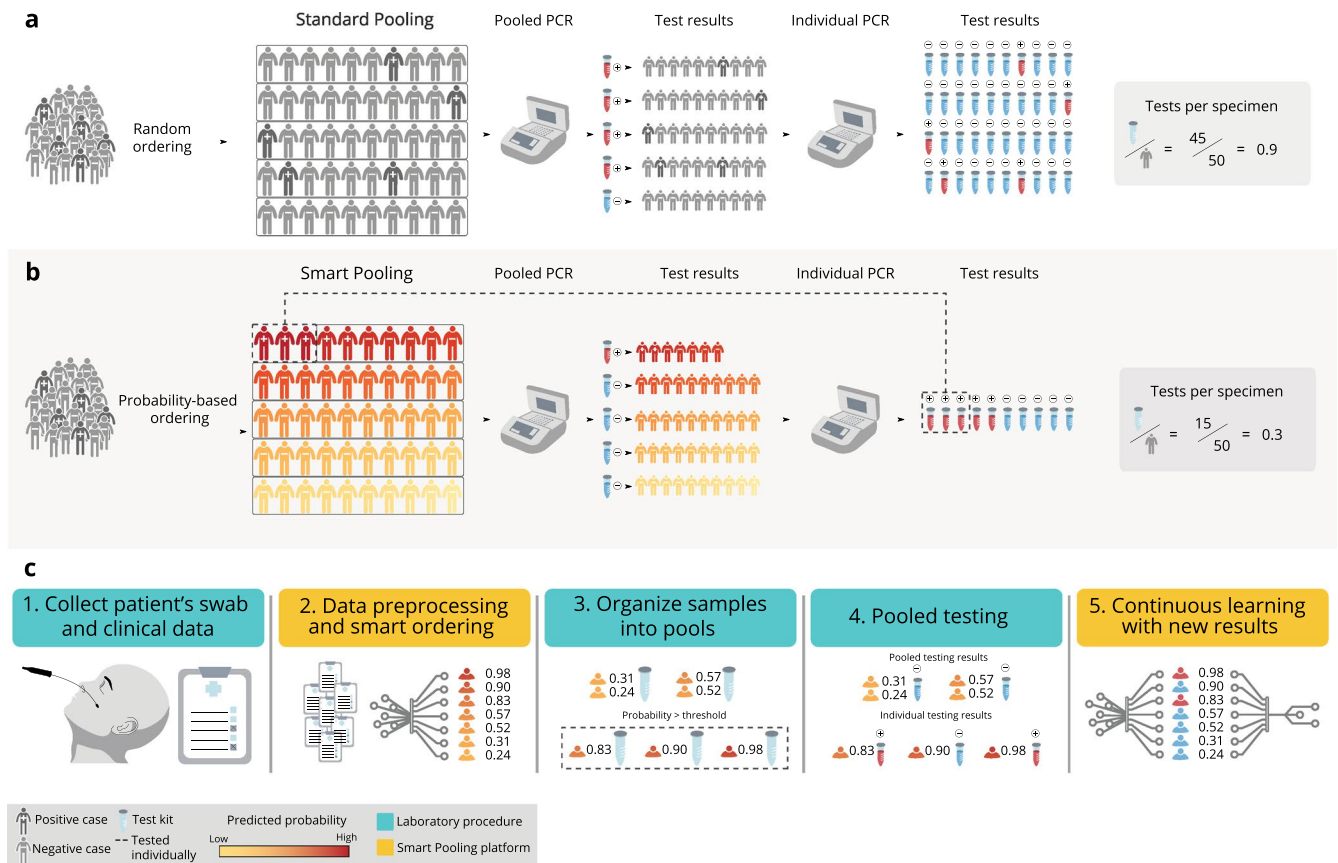 a
Standard Pooling
Pooled PCR
Test results
Individual PCR
Test results
Random
ordering
Tests per specimen
45
50
= = 0.9
b
Smart Pooling
Pooled PCR
Test results
Individual PCR
Test results
Probability-based
ordering
Tests per specimen
15
50
= = 0.3
c
1. Collect patient's swab
and clinical data
2. Data preprocessing
and smart ordering
0.98
0.90
0.83
0.57
0.52
0.31
0.24
3. Organize samples
into pools
0.31
0.24
0.57
0.52
Probability > threshold
0.83
0.90
0.98
4. Pooled testing
Pooled testing results
0.31
0.24
0.57
0.52
Individual testing results
0.83
0.90
0.98
5. Continuous learning
with new results
0.98
0.90
0.83
0.57
0.52
0.31
0.24
Positive case
Negative case
Test kit
Tested
individually
Predicted probability
Low
High
Laboratory procedure
Smart Pooling platform